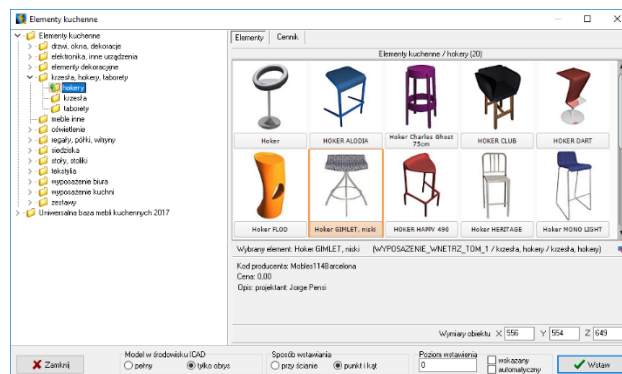 Elementy kuchenne
Elementy kuchenne
drzwi, okna, dekoracje
elektronika, inne urządzenia
elementy dekoracyjne
krzesła, hokery, taborety
hokery
krzesła
taborety
meble inne
oświetlenie
regały, półki, witryny
siedziska
stoły, stoliki
tekstylia
wyposażenie biura
wyposażenie kuchni
zestawy
Uniwersalna baza mebli kuchennych 2017
Elementy Cennik
Elementy kuchenne / hokery (20)
Hoker
HOKER ALODIA
Hoker Charles Ghost 75cm
HOKER CLUB
HOKER DART
Hoker FLOD
Hoker GIMLET, niski
HOKER HAPPY 490
Hoker HERITAGE
Hoker MONO LIGHT
Wybrany element: Hoker GIMLET, niski (WYPOSAZENIE_WNETRZ_TOM_1 / krzesła, hokery / krzesła, hokery)
Kod producenta: Mobles114Barcelona
Cena: 0,00
Opis: projektant Jorge Pensi
Wymiary obiektu X 556 Y 554 Z 649
Zamknij
Model w środowisku ICAD
pełny tylko obrys
Sposób wstawiania
przy ścianie punkt i kąt
Poziom wstawienia
0
wskazany
automatyczny
Wstaw